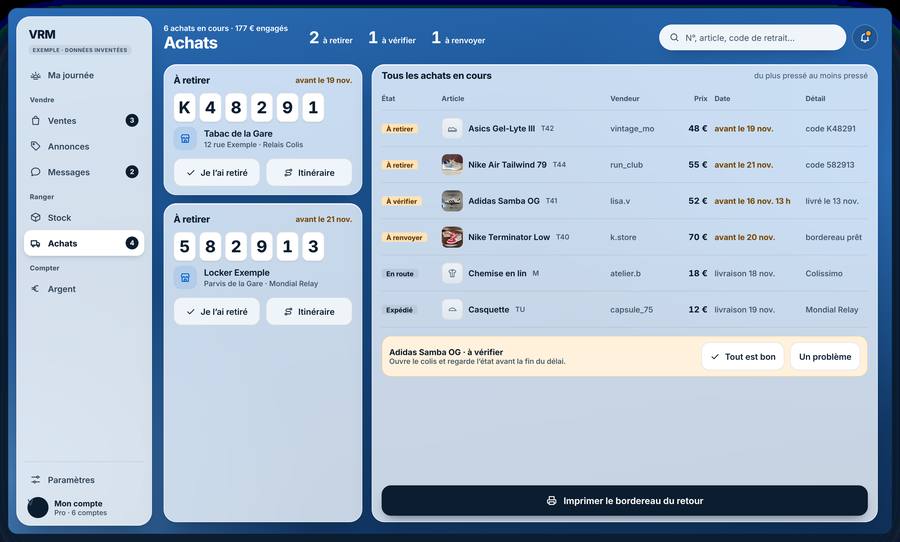 VRM
EXEMPLE · DONNÉES INVENTÉES
Ma journée
Vendre
Ventes 3
Annonces
Messages 2
Ranger
Stock
Achats 4
Compter
Argent
Paramètres
Mon compte
Pro · 6 comptes
6 achats en cours · 177 € engagés
Achats
2 à retirer 1 à vérifier 1 à renvoyer
N°, article, code de retrait...
À retirer avant le 19 nov.
K 4 8 2 9 1
Tabac de la Gare
12 rue Exemple · Relais Colis
Je l'ai retiré Itinéraire
À retirer avant le 21 nov.
5 8 2 9 1 3
Locker Exemple
Parvis de la Gare · Mondial Relay
Je l'ai retiré Itinéraire
Tous les achats en cours du plus pressé au moins pressé
État Article Vendeur Prix Date Détail
À retirer Asics Gel-Lyte III T42 vintage_mo 48 € avant le 19 nov. code K48291
À retirer Nike Air Tailwind 79 T44 run_club 55 € avant le 21 nov. code 582913
À vérifier Adidas Samba OG T41 lisa.v 52 € avant le 16 nov. 13 h livré le 13 nov.
À renvoyer Nike Terminator Low T40 k.store 70 € avant le 20 nov. bordereau prêt
En route Chemise en lin M atelier.b 18 € livraison 18 nov. Colissimo
Expédié Casquette TU capsule_75 12 € livraison 19 nov. Mondial Relay
Adidas Samba OG · à vérifier
Ouvre le colis et regarde l'état avant la fin du délai.
Tout est bon Un problème
Imprimer le bordereau du retour